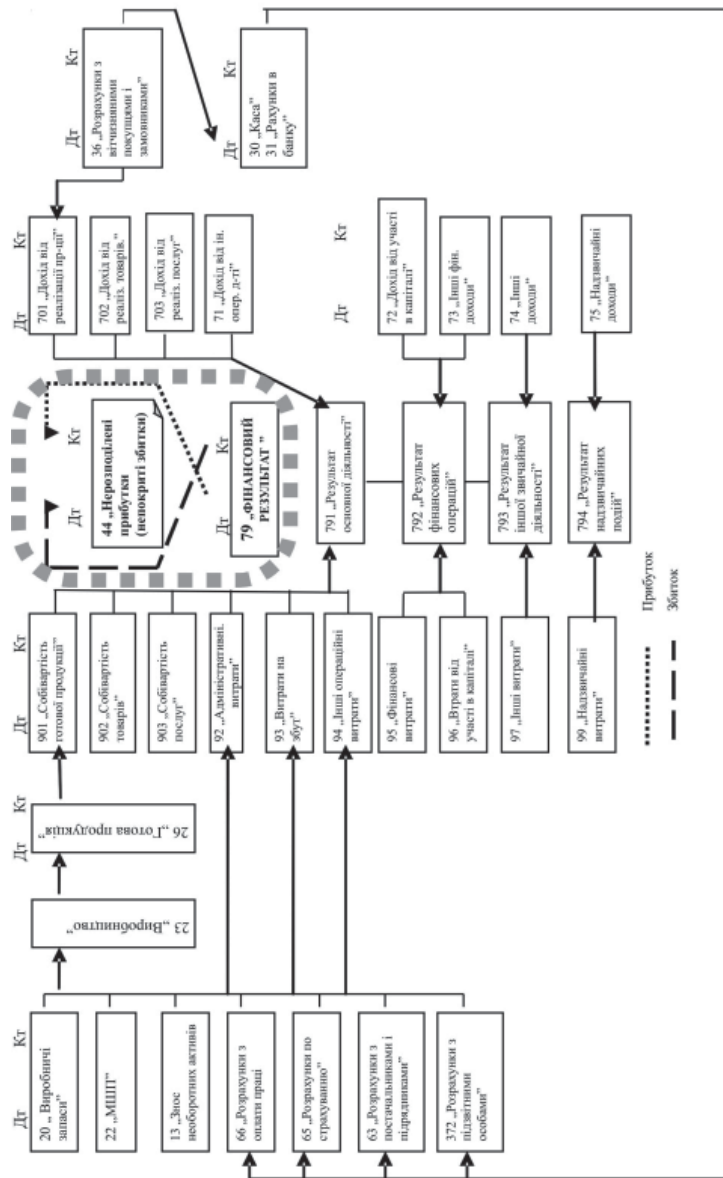 Дт
Кт
20 „ Виробничі
запаси”
22 „МШП”
13 „Знос
необоротних активів
66 „Розрахунки з
оплати праці
65 „Розрахунки по
страхуванню”
63 „Розрахунки з
постачальниками і
підрядниками”
372 „Розрахунки з
підзвітними
особами”
23 „Виробництво”
Дт
Кт
26 „Готова продукція”
Дт
Кт
901 „Собівартість
готової продукції”
902 „Собівартість
товарів”
903 „Собівартість
послуг”
92 „Адміністративні.
витрати”
93 „Витрати на
збут”
94 „Інші операційні
витрати”
95 „Фінансові
витрати”
96 „Втрати від
участі в капіталі”
97 „Інші витрати”
99 „Надзвичайні
витрати”
Дт
Кт
44 „Нерозподілені
прибутки
(непокриті збитки)
Дт
Кт
79 „ФІНАНСОВИЙ
РЕЗУЛЬТАТ ”
791 „Результат
основної діяльності”
792 „Результат
фінансових
операцій”
793 „Результат
іншої звичайної
діяльності”
794 „Результат
надзвичайних
подій”
Дт
Кт
701 „Дохід від
реалізації пр-ції”
702 „Дохід від
реаліз. товарів.”
703 „Дохід від
реаліз. послуг”
71 „Дохід від ін.
опер. д-ті”
Дт
Кт
72 „Дохід від участі
в капіталі”
73 „Інші фін.
доходи”
74 „Інші
доходи”
75 „Надзвичайні
доходи”
Дт
Кт
36 „Розрахунки з
вітчизняними
покупцями і
замовниками”
Дт
Кт
30 „Каса”
31 „Рахунки в
банку”
Прибуток
Збиток